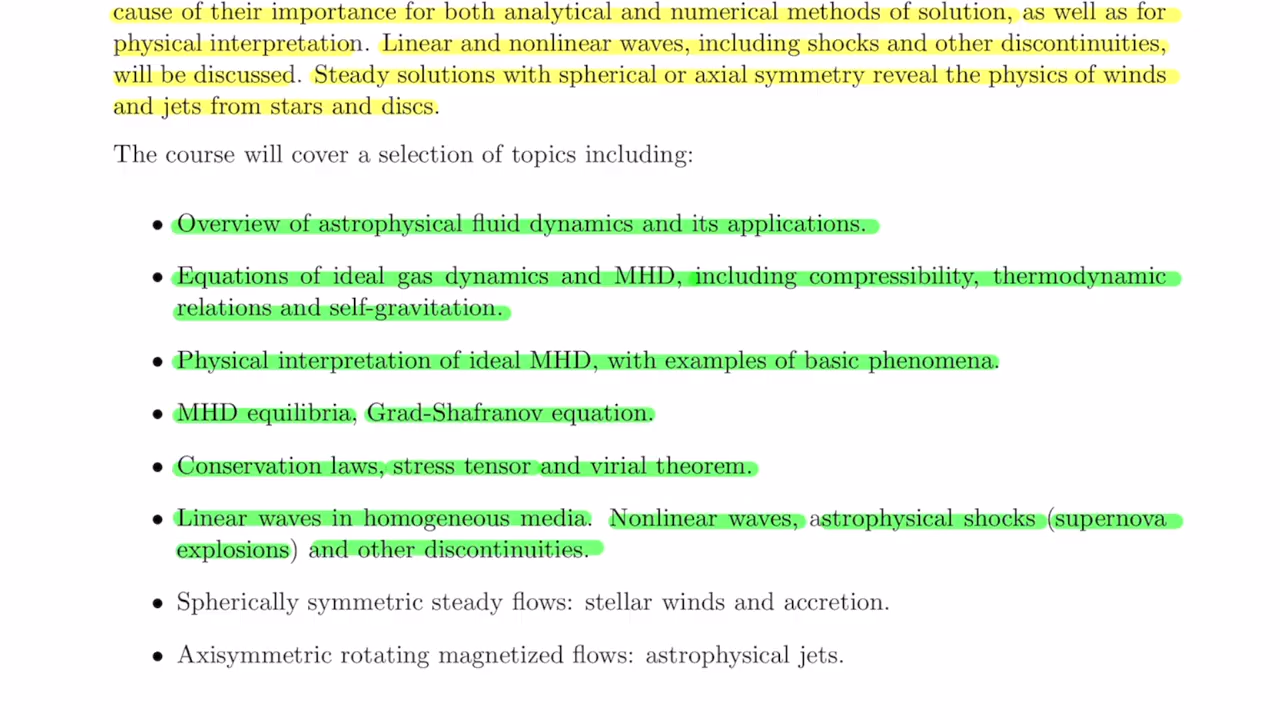 cause of their importance for both analytical and numerical methods of solution, as well as for
physical interpretation. Linear and nonlinear waves, including shocks and other discontinuities,
will be discussed. Steady solutions with spherical or axial symmetry reveal the physics of winds
and jets from stars and discs.
The course will cover a selection of topics including:
• Overview of astrophysical fluid dynamics and its applications.
• Equations of ideal gas dynamics and MHD, including compressibility, thermodynamic
relations and self-gravitation.
• Physical interpretation of ideal MHD, with examples of basic phenomena.
• MHD equilibria, Grad-Shafranov equation.
• Conservation laws, stress tensor and virial theorem.
• Linear waves in homogeneous media. Nonlinear waves, astrophysical shocks (supernova
explosions) and other discontinuities.
• Spherically symmetric steady flows: stellar winds and accretion.
• Axisymmetric rotating magnetized flows: astrophysical jets.